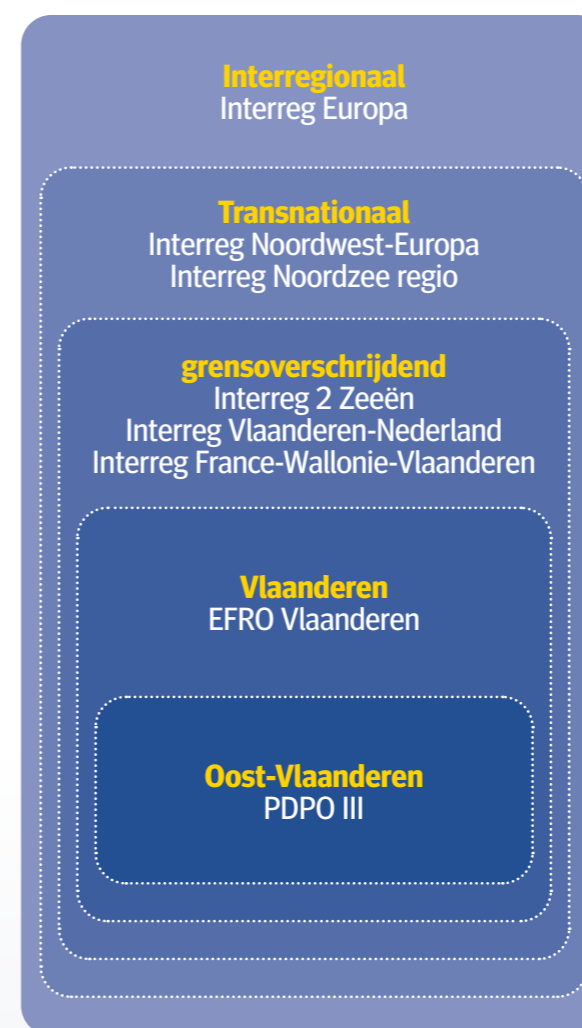 Interregionaal
Interreg Europa
Transnationaal
Interreg Noordwest-Europa
Interreg Noordzee regio
grensoverschrijdend
Interreg 2 Zeeën
Interreg Vlaanderen-Nederland
Interreg France-Wallonie-Vlaanderen
Vlaanderen
EFRO Vlaanderen
Oost-Vlaanderen
PDPO III